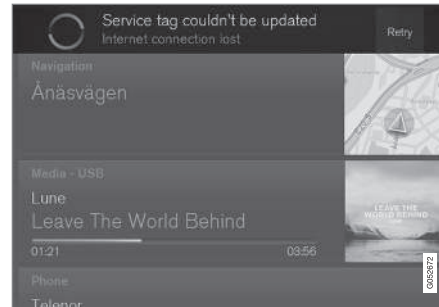 Service tag couldn't be updated
Internet connection lost
Retry
Navigation
Ånäsvägen
Media - USB
Lune
Leave The World Behind
01:21
03:56
LEAVE THE
WORLD BEHIND
Phone
Telenor
G052672